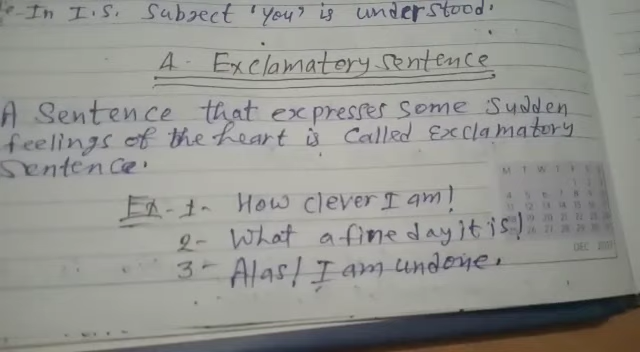 In I.S. Subject 'you' is understood.
4. Exclamatory sentence
A Sentence that expresses some sudden
feelings of the heart is called Exclamatory
Sentence.
Ex-1- How clever I am!
2- What a fine day it is!
3- Alas! I am undone.
M T W T F S S
DEC